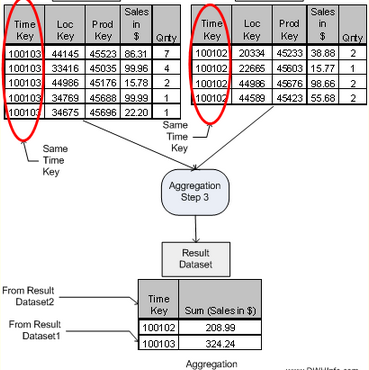 Time Key Loc Key Prod Key Sales in $ Qnty
100103 44145 45523 86.31 7
100103 33416 45035 99.96 4
100103 44986 45176 15.78 2
100103 34769 45688 99.99 1
100103 34675 45696 22.20 1
Time Key Loc Key Prod Key Sales in $ Qnty
100102 20334 45233 38.88 2
100102 22665 45603 15.77 1
100102 44986 45676 98.66 2
100102 44589 45423 55.68 2
Same
Time
Key
Same
Time
Key
Aggregation
Step 3
Result
Dataset
From Result
Dataset2
From Result
Dataset1
Time Key Sum (Sales in $)
100102 208.99
100103 324.24
Aggregation